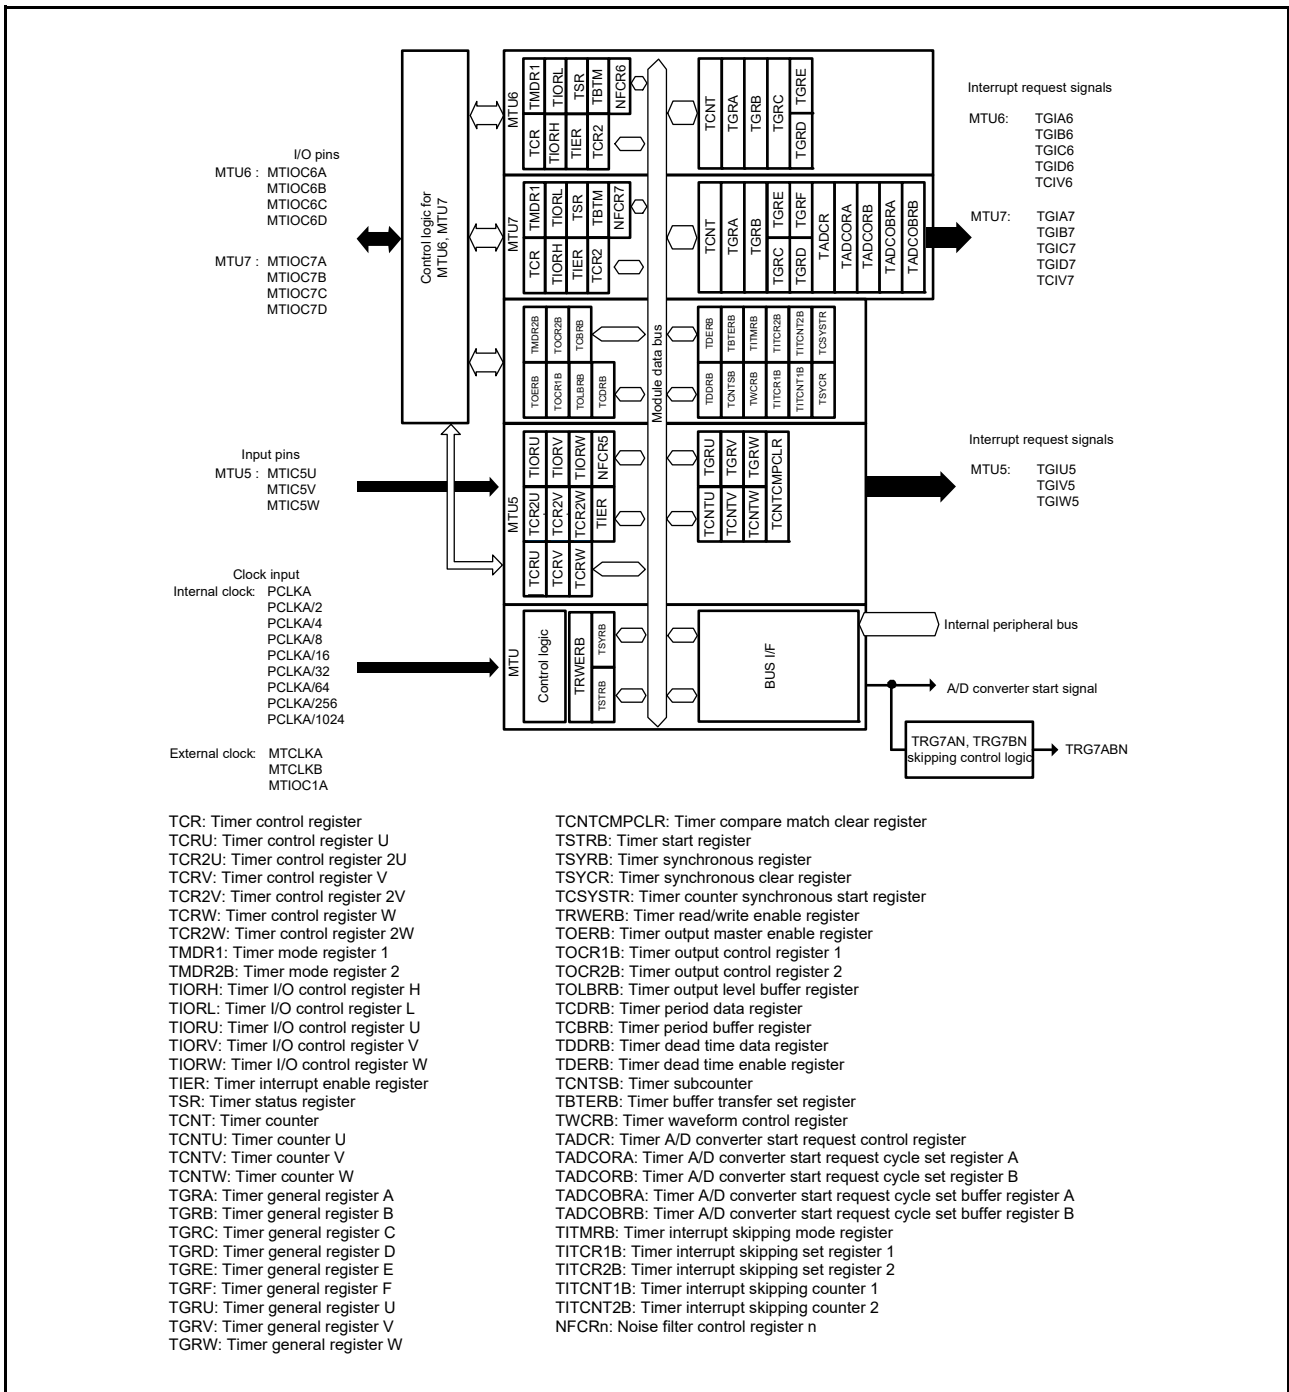 I/O pins
MTU6 : MTIOC6A
MTIOC6B
MTIOC6C
MTIOC6D
MTU7 : MTIOC7A
MTIOC7B
MTIOC7C
MTIOC7D
Input pins
MTU5 : MTIC5U
MTIC5V
MTIC5W
Clock input
Internal clock: PCLKA
PCLKA/2
PCLKA/4
PCLKA/8
PCLKA/16
PCLKA/32
PCLKA/64
PCLKA/256
PCLKA/1024
External clock: MTCLKA
MTCLKB
MTIOC1A
Control logic for
MTU6, MTU7
MTU6
TMDR1
TIORL
TSR
TBTM
NFCR6
TCR
TIORH
TIER
TCR2
TCNT
TGRA
TGRB
TGRC
TGRE
TGRD
MTU7
TMDR1
TIORL
TSR
TBTM
NFCR7
TCR
TIORH
TIER
TCR2
TCNT
TGRA
TGRB
TGRE
TGRF
TGRC
TGRD
TADCR
TADCORA
TADCORB
TADCOBRA
TADCOBRB
TMDR2B
TOCR2B
TCBRB
TOERB
TOCR1B
TOLBRB
TCDRB
Module data bus
TDERB
TBTERB
TITMRB
TITCR2B
TITCNT2B
TCSYSTR
TDDRB
TCNTSB
TWCRB
TITCR1B
TITCNT1B
TSYCR
MTU5
TIORU
TIORV
TIORW
NFCR5
TCR2U
TCR2V
TCR2W
TIER
TCRU
TCRV
TCRW
TGRU
TGRV
TGRW
TCNTU
TCNTV
TCNTW
TCNTCMPCLR
MTU
Control logic
TRWERB
TSYRB
TSTRB
BUS I/F
Interrupt request signals
MTU6: TGIA6
TGIB6
TGIC6
TGID6
TCIV6
MTU7: TGIA7
TGIB7
TGIC7
TGID7
TCIV7
Interrupt request signals
MTU5: TGIU5
TGIV5
TGIW5
Internal peripheral bus
A/D converter start signal
TRG7AN, TRG7BN
skipping control logic
TRG7ABN
TCR: Timer control register
TCRU: Timer control register U
TCR2U: Timer control register 2U
TCRV: Timer control register V
TCR2V: Timer control register 2V
TCRW: Timer control register W
TCR2W: Timer control register 2W
TMDR1: Timer mode register 1
TMDR2B: Timer mode register 2
TIORH: Timer I/O control register H
TIORL: Timer I/O control register L
TIORU: Timer I/O control register U
TIORV: Timer I/O control register V
TIORW: Timer I/O control register W
TIER: Timer interrupt enable register
TSR: Timer status register
TCNT: Timer counter
TCNTU: Timer counter U
TCNTV: Timer counter V
TCNTW: Timer counter W
TGRA: Timer general register A
TGRB: Timer general register B
TGRC: Timer general register C
TGRD: Timer general register D
TGRE: Timer general register E
TGRF: Timer general register F
TGRU: Timer general register U
TGRV: Timer general register V
TGRW: Timer general register W
TCNTCMPCLR: Timer compare match clear register
TSTRB: Timer start register
TSYRB: Timer synchronous register
TSYCR: Timer synchronous clear register
TCSYSTR: Timer counter synchronous start register
TRWERB: Timer read/write enable register
TOERB: Timer output master enable register
TOCR1B: Timer output control register 1
TOCR2B: Timer output control register 2
TOLBRB: Timer output level buffer register
TCDRB: Timer period data register
TCBRB: Timer period buffer register
TDDRB: Timer dead time data register
TDERB: Timer dead time enable register
TCNTSB: Timer subcounter
TBTERB: Timer buffer transfer set register
TWCRB: Timer waveform control register
TADCR: Timer A/D converter start request control register
TADCORA: Timer A/D converter start request cycle set register A
TADCORB: Timer A/D converter start request cycle set register B
TADCOBRA: Timer A/D converter start request cycle set buffer register A
TADCOBRB: Timer A/D converter start request cycle set buffer register B
TITMRB: Timer interrupt skipping mode register
TITCR1B: Timer interrupt skipping set register 1
TITCR2B: Timer interrupt skipping set register 2
TITCNT1B: Timer interrupt skipping counter 1
TITCNT2B: Timer interrupt skipping counter 2
NFCRn: Noise filter control register n